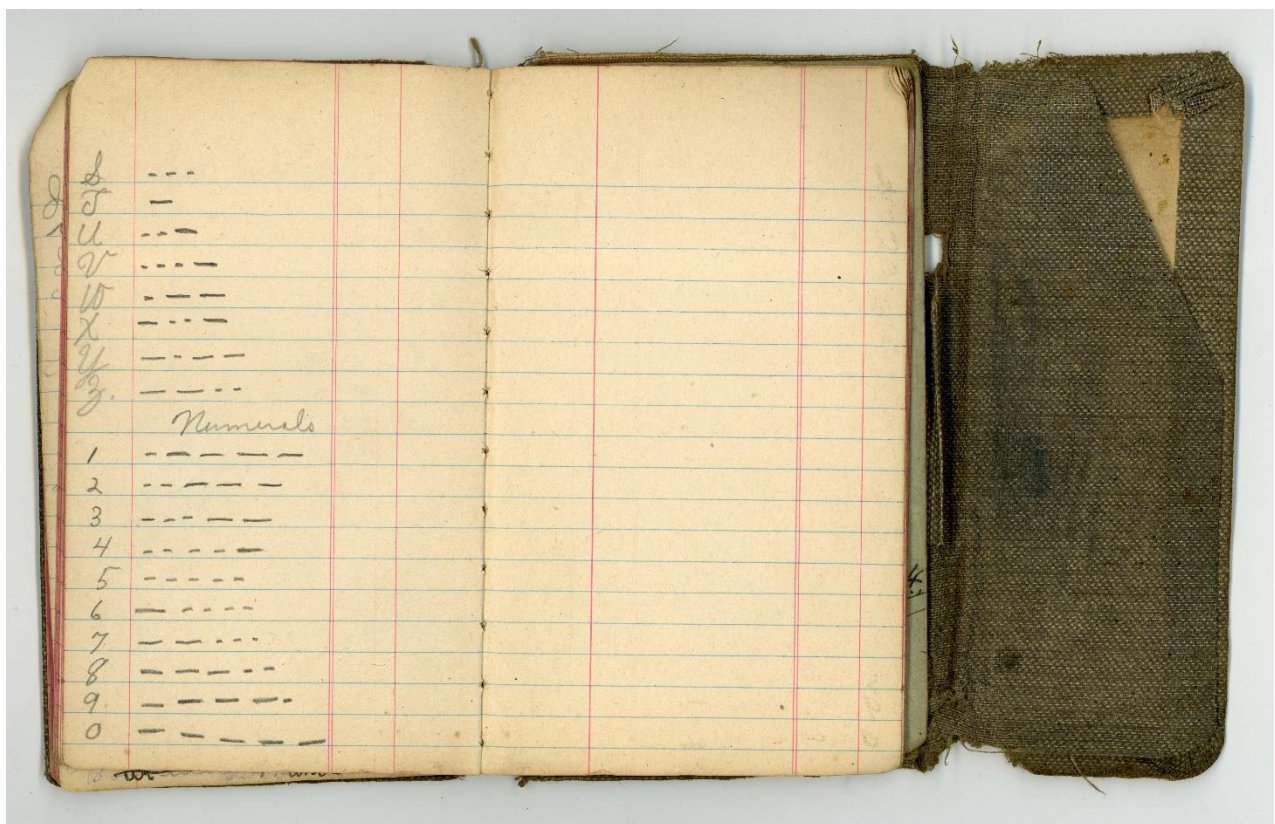 S ...
T -
U ..-
V ...-
W .--
X -..-
Y -.--
Z. --..
Numerals
1 .----
2 ..---
3 ...--
4 ....-
5 .....
6 -....
7 --...
8 ---..
9. ----.
0 -----